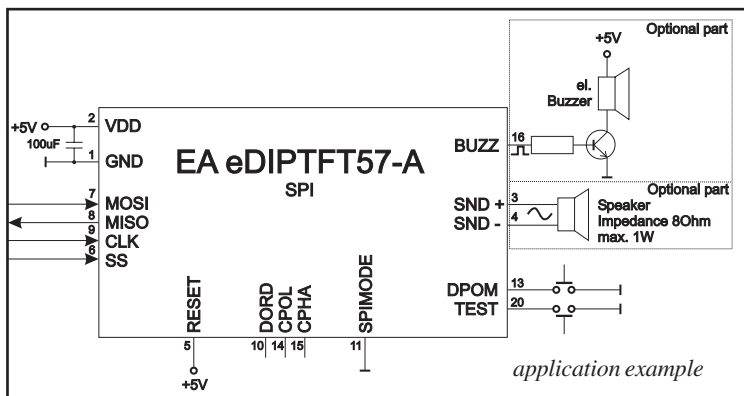 Optional part
+5V
el.
Buzzer
2 VDD
+5V
100uF
1 GND
EA eDIPTFT57-A
SPI
BUZZ 16
7 MOSI
8 MISO
9 CLK
6 SS
Optional part
SND + 3
SND - 4
Speaker
Impedance 8Ohm
max. 1W
DPOM 13
TEST 20
RESET
DORD
CPOL
CPHA
SPIMODE
5
10
14
15
11
+5V
application example